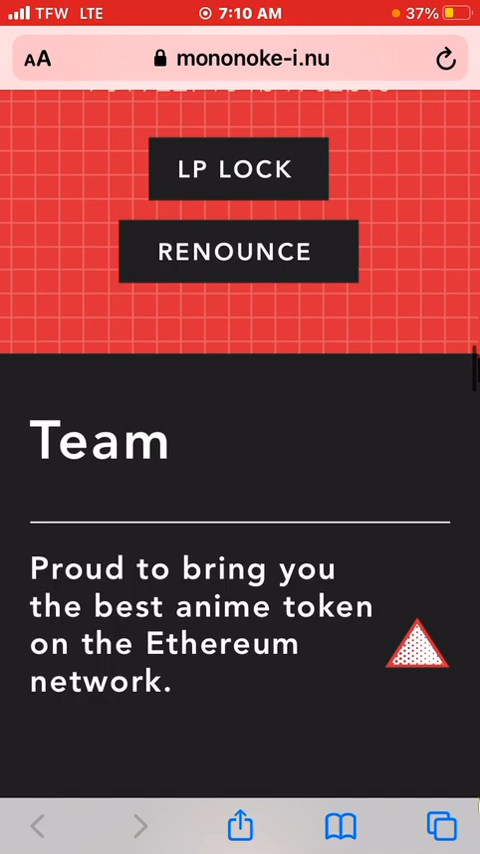 TFW LTE 7:10 AM 37%
AA mononoke-i.nu
LP LOCK
RENOUNCE
Team
Proud to bring you
the best anime token
on the Ethereum
network.